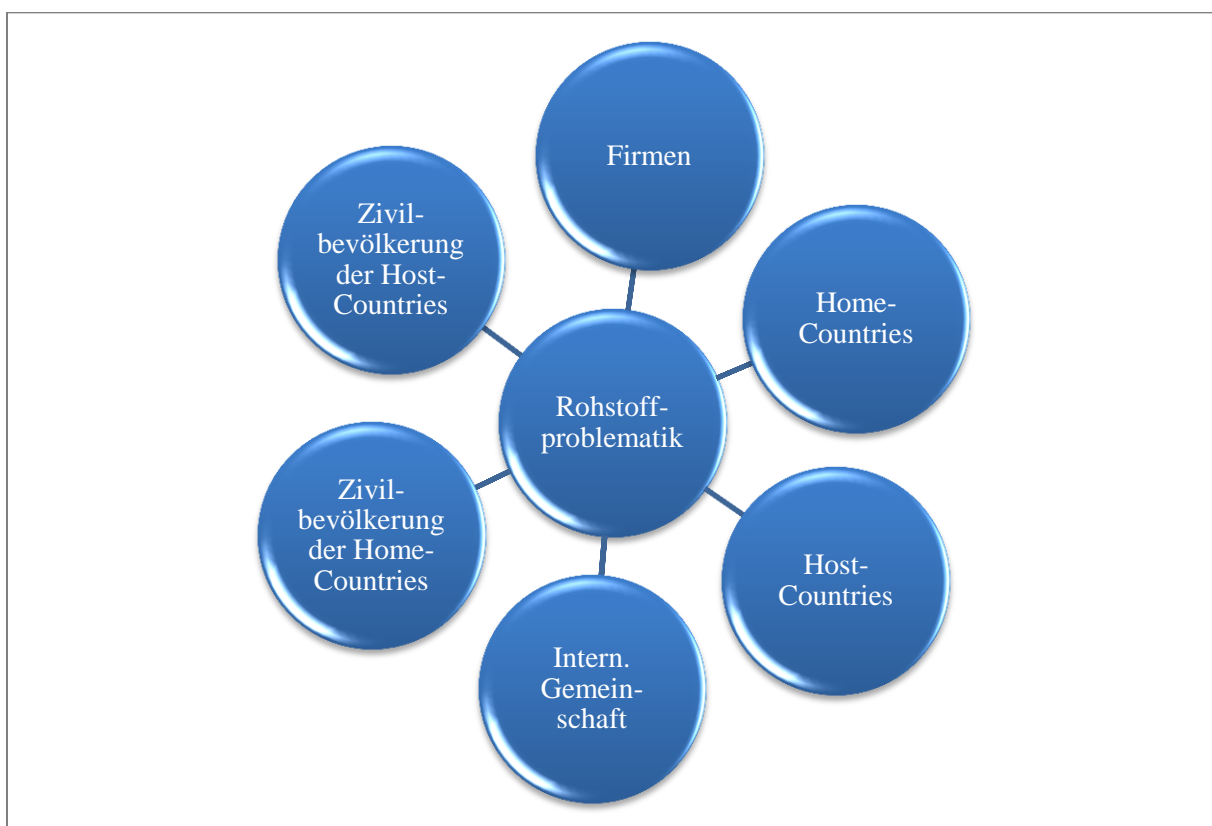 Firmen
Home-
Countries
Host-
Countries
Intern.
Gemein-
schaft
Zivil-
bevölkerung
der Home-
Countries
Zivil-
bevölkerung
der Host-
Countries
Rohstoff-
problematik